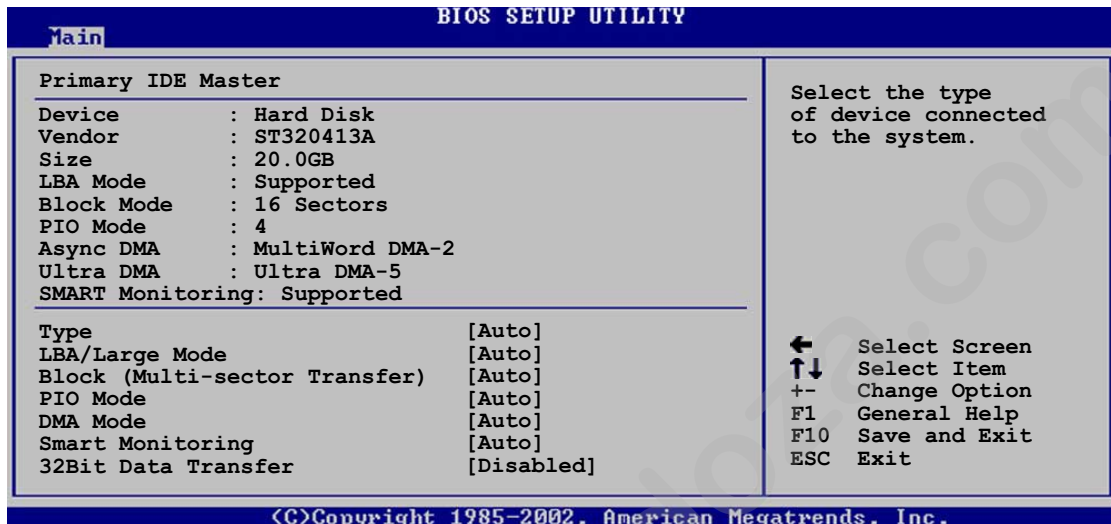 BIOS SETUP UTILITY
Main
Primary IDE Master
Device : Hard Disk
Vendor : ST320413A
Size : 20.0GB
LBA Mode : Supported
Block Mode : 16 Sectors
PIO Mode : 4
Async DMA : MultiWord DMA-2
Ultra DMA : Ultra DMA-5
SMART Monitoring: Supported
Type [Auto]
LBA/Large Mode [Auto]
Block (Multi-sector Transfer) [Auto]
PIO Mode [Auto]
DMA Mode [Auto]
Smart Monitoring [Auto]
32Bit Data Transfer [Disabled]
Select the type
of device connected
to the system.
← Select Screen
↑↓ Select Item
+- Change Option
F1 General Help
F10 Save and Exit
ESC Exit
(C)Copyright 1985-2002, American Megatrends, Inc.